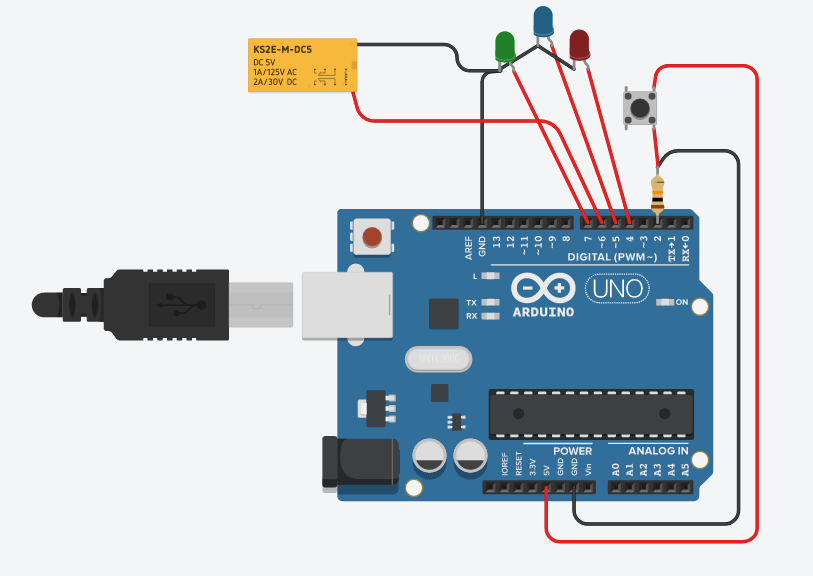 KS2E-M-DC5
DC 5V
1A/125V AC
2A/30V DC
AREF
GND
13
12
~11
~10
~9
8
7
~6
~5
4
~3
2
TX→1
RX←0
DIGITAL (PWM~)
L
TX
RX
ARDUINO
UNO
ON
POWER
ANALOG IN
IOREF
RESET
3.3V
5V
GND
GND
Vin
A0
A1
A2
A3
A4
A5